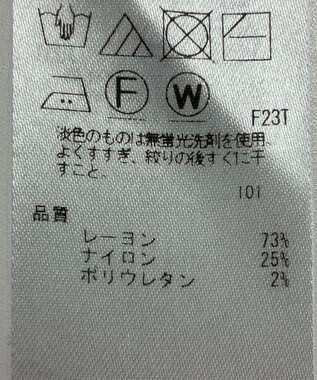 F W
F23T
淡色のものは無蛍光洗剤を使用、
よくすすぎ、絞りの後すぐに干
すこと。
101
品質
レーヨン 73%
ナイロン 25%
ポリウレタン 2%